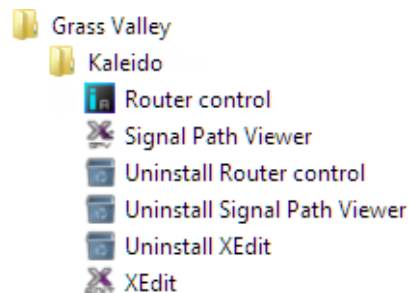 Grass Valley
Kaleido
Router control
Signal Path Viewer
Uninstall Router control
Uninstall Signal Path Viewer
Uninstall XEdit
XEdit